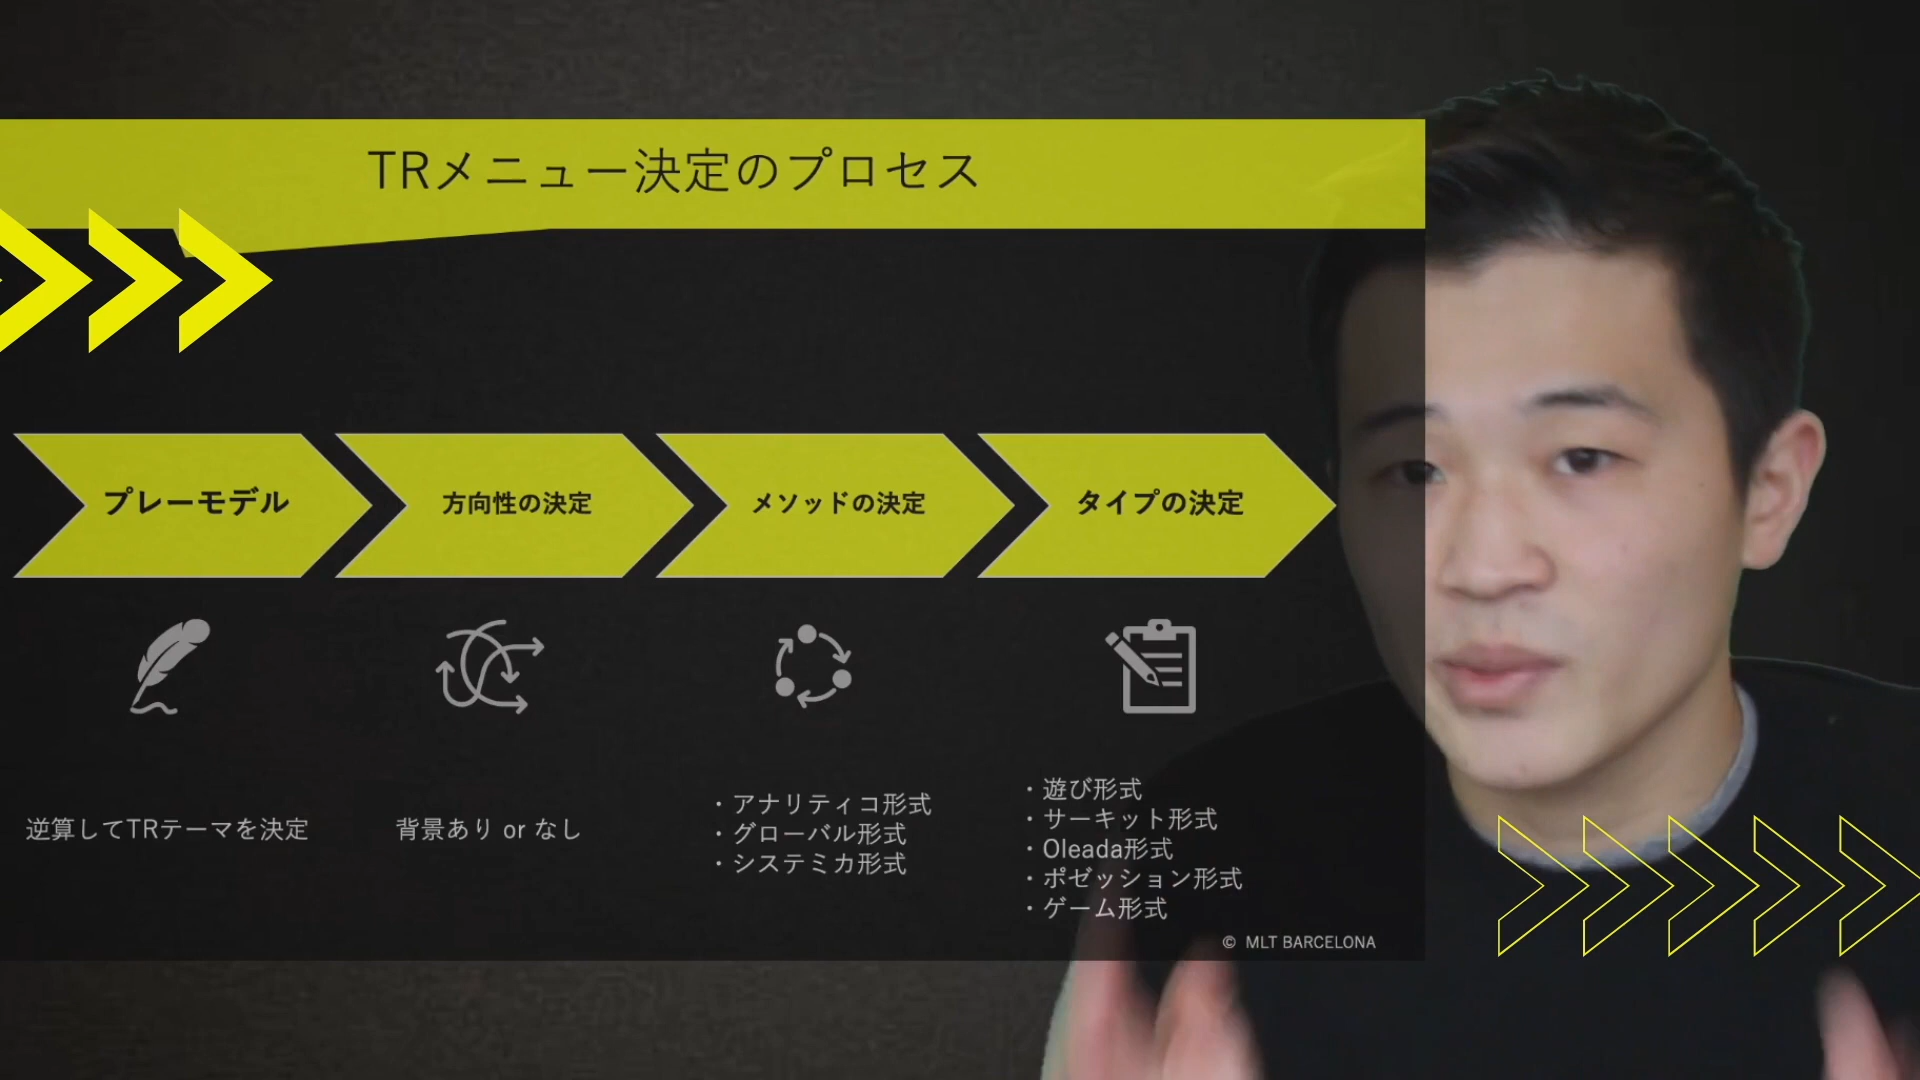 TRメニュー決定のプロセス
プレーモデル
方向性の決定
メソッドの決定
タイプの決定
逆算してTRテーマを決定
背景あり or なし
・アナリティコ形式
・グローバル形式
・システミカ形式
・遊び形式
・サーキット形式
・Oleada形式
・ポゼッション形式
・ゲーム形式
© MLT BARCELONA